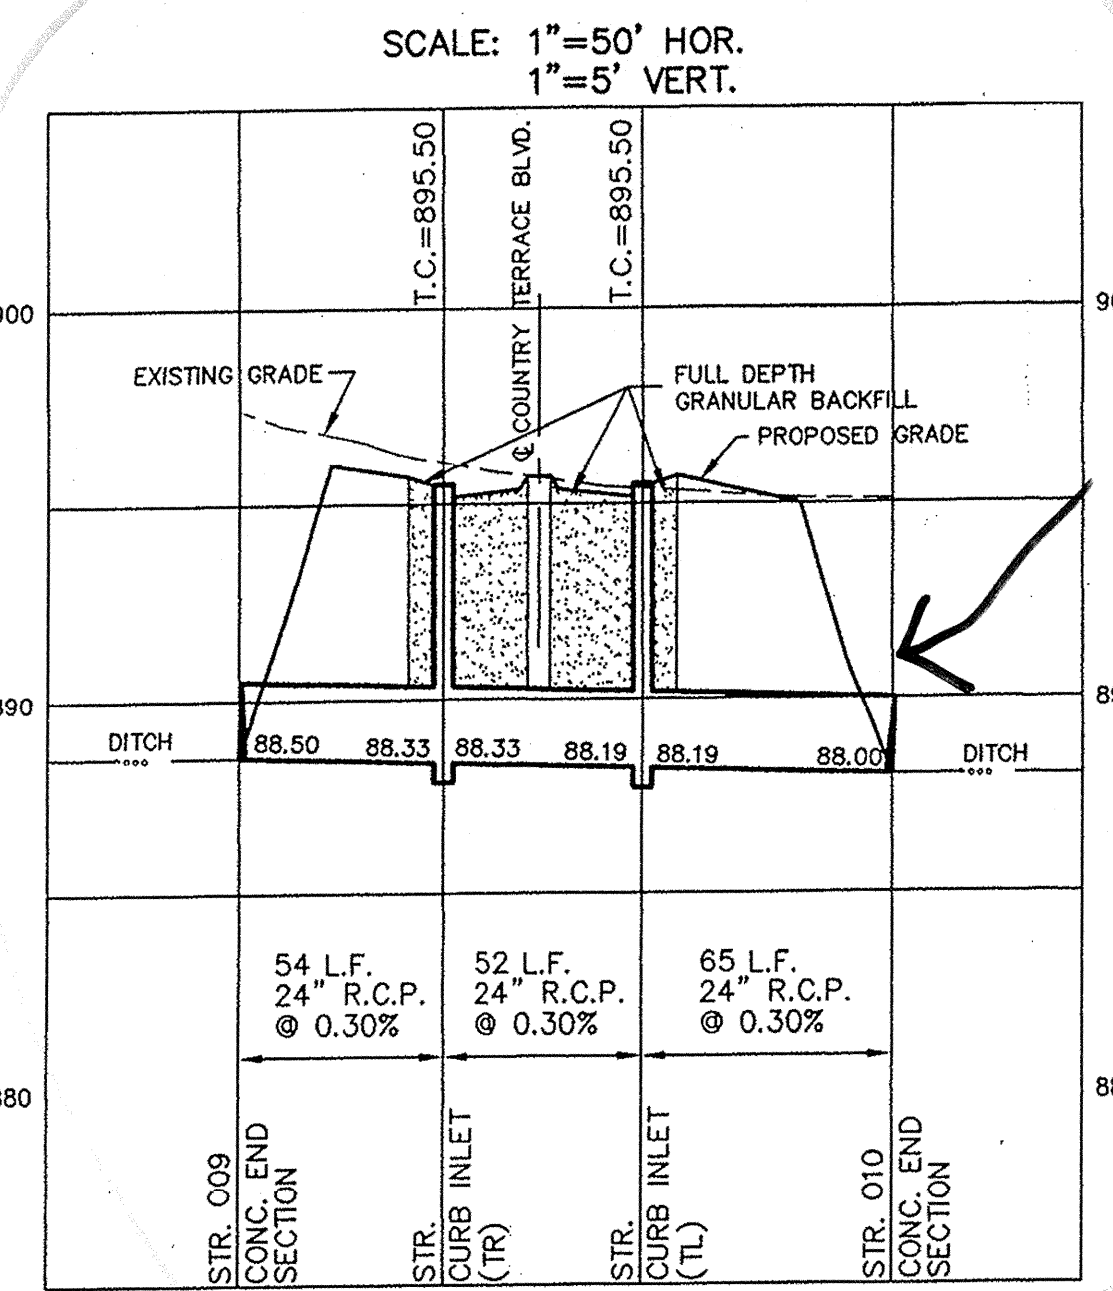 SCALE: 1"=50' HOR.
1"=5' VERT.
T.C.=895.50
℄ COUNTRY TERRACE BLVD.
T.C.=895.50
900
90
EXISTING GRADE
FULL DEPTH
GRANULAR BACKFILL
PROPOSED GRADE
890
89
DITCH
88.50
88.33
88.33
88.19
88.19
88.00
DITCH
54 L.F.
24" R.C.P.
@ 0.30%
52 L.F.
24" R.C.P.
@ 0.30%
65 L.F.
24" R.C.P.
@ 0.30%
880
88
STR. 009
CONC. END
SECTION
STR.
CURB INLET
(TR)
STR.
CURB INLET
(TL)
STR. 010
CONC. END
SECTION